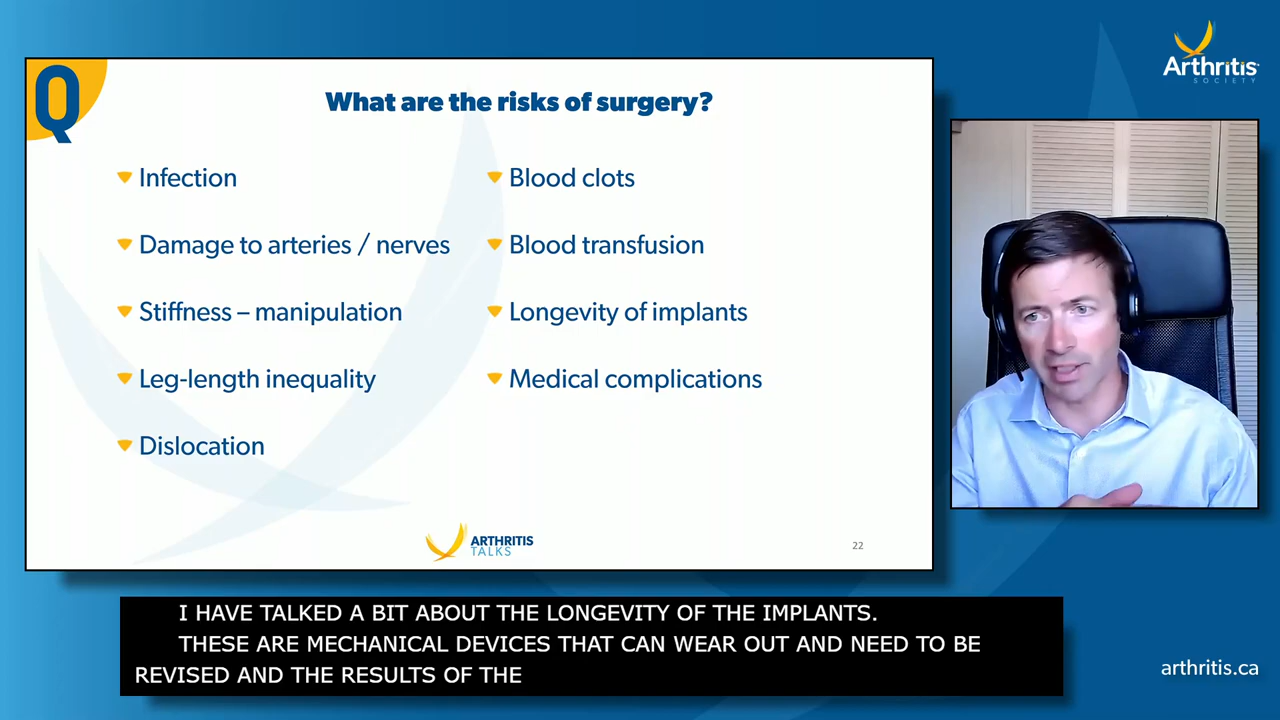 Q
What are the risks of surgery?
Infection
Damage to arteries / nerves
Stiffness – manipulation
Leg-length inequality
Dislocation
Blood clots
Blood transfusion
Longevity of implants
Medical complications
ARTHRITIS
TALKS
22
Arthritis
SOCIETY
I HAVE TALKED A BIT ABOUT THE LONGEVITY OF THE IMPLANTS.
THESE ARE MECHANICAL DEVICES THAT CAN WEAR OUT AND NEED TO BE
REVISED AND THE RESULTS OF THE
arthritis.ca